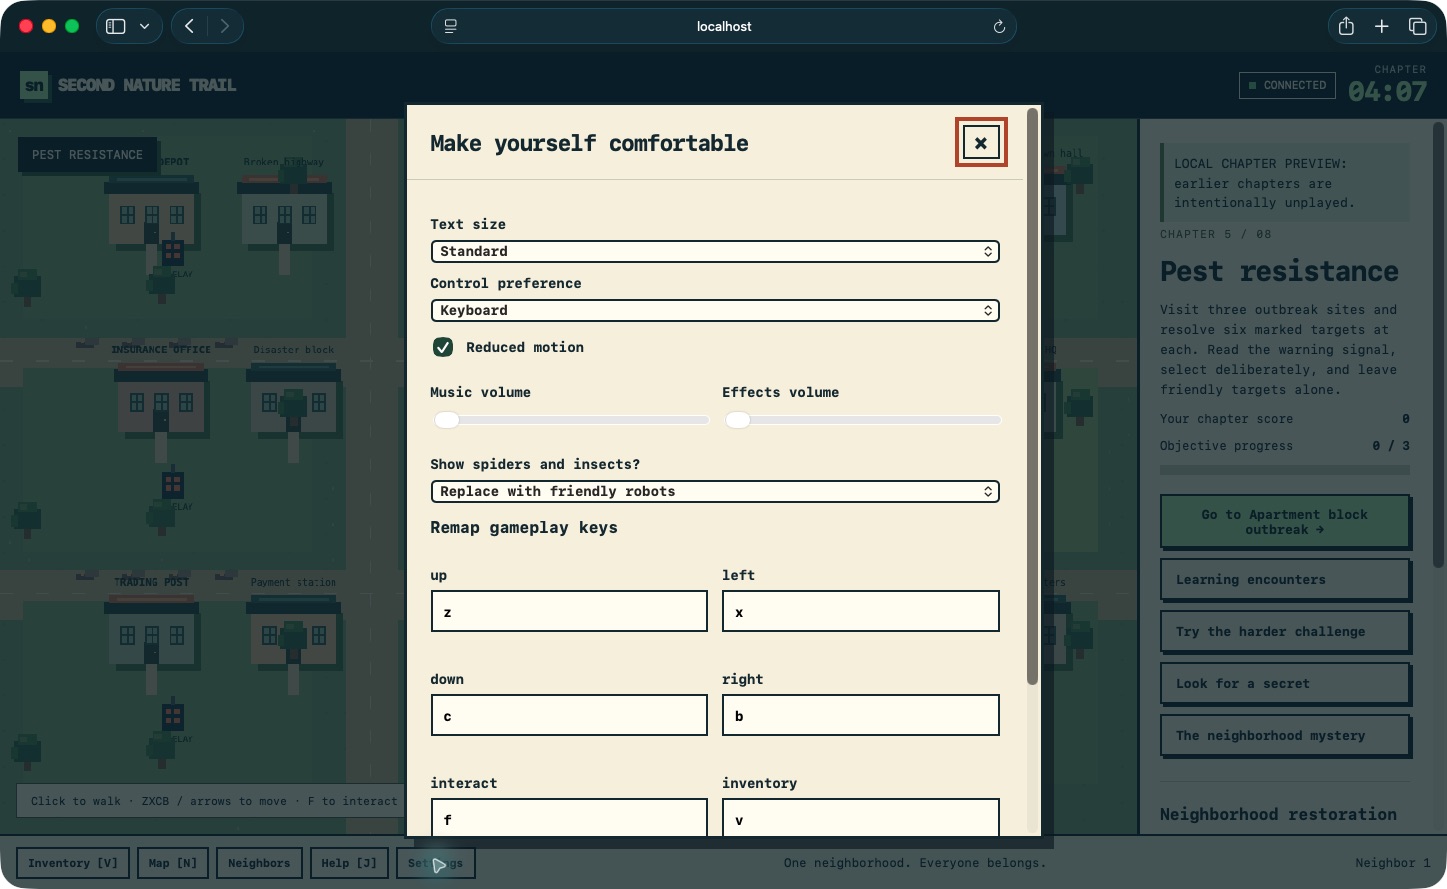 localhost
sn SECOND NATURE TRAIL
CONNECTED
CHAPTER
04:07
PEST RESISTANCE
DEPOT
Broken highway
hall
INSURANCE OFFICE
Disaster block
TRADING POST
Payment station
Click to walk · ZXCB / arrows to move · F to interact
Make yourself comfortable
×
Text size
Standard
Control preference
Keyboard
Reduced motion
Music volume
Effects volume
Show spiders and insects?
Replace with friendly robots
Remap gameplay keys
up
left
z
x
down
right
c
b
interact
inventory
f
v
LOCAL CHAPTER PREVIEW:
earlier chapters are
intentionally unplayed.
CHAPTER 5 / 08
Pest resistance
Visit three outbreak sites and
resolve six marked targets at
each. Read the warning signal,
select deliberately, and leave
friendly targets alone.
Your chapter score 0
Objective progress 0 / 3
Go to Apartment block
outbreak →
Learning encounters
Try the harder challenge
Look for a secret
The neighborhood mystery
Neighborhood restoration
Inventory [V]
Map [N]
Neighbors
Help [J]
Settings
One neighborhood. Everyone belongs.
Neighbor 1